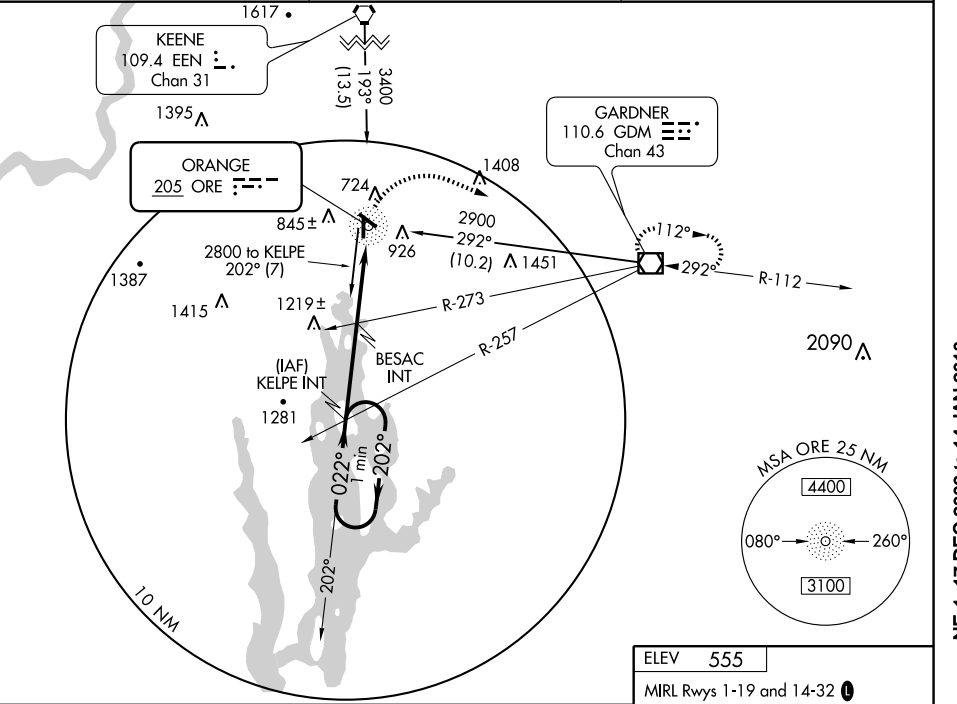 1617
KEENE
109.4 EEN
Chan 31
3400
193°
(13.5)
1395
GARDNER
110.6 GDM
Chan 43
ORANGE
205 ORE
724
1408
845±
926
2900
292°
(10.2)
1451
112°
292°
R-112
2800 to KELPE
202° (7)
1387
1415
1219±
R-273
R-257
BESAC
INT
(IAF)
KELPE INT
1281
2090
022°
1 min
202°
202°
10 NM
MSA ORE 25 NM
4400
080°
260°
3100
ELEV 555
MIRL Rwys 1-19 and 14-32 L